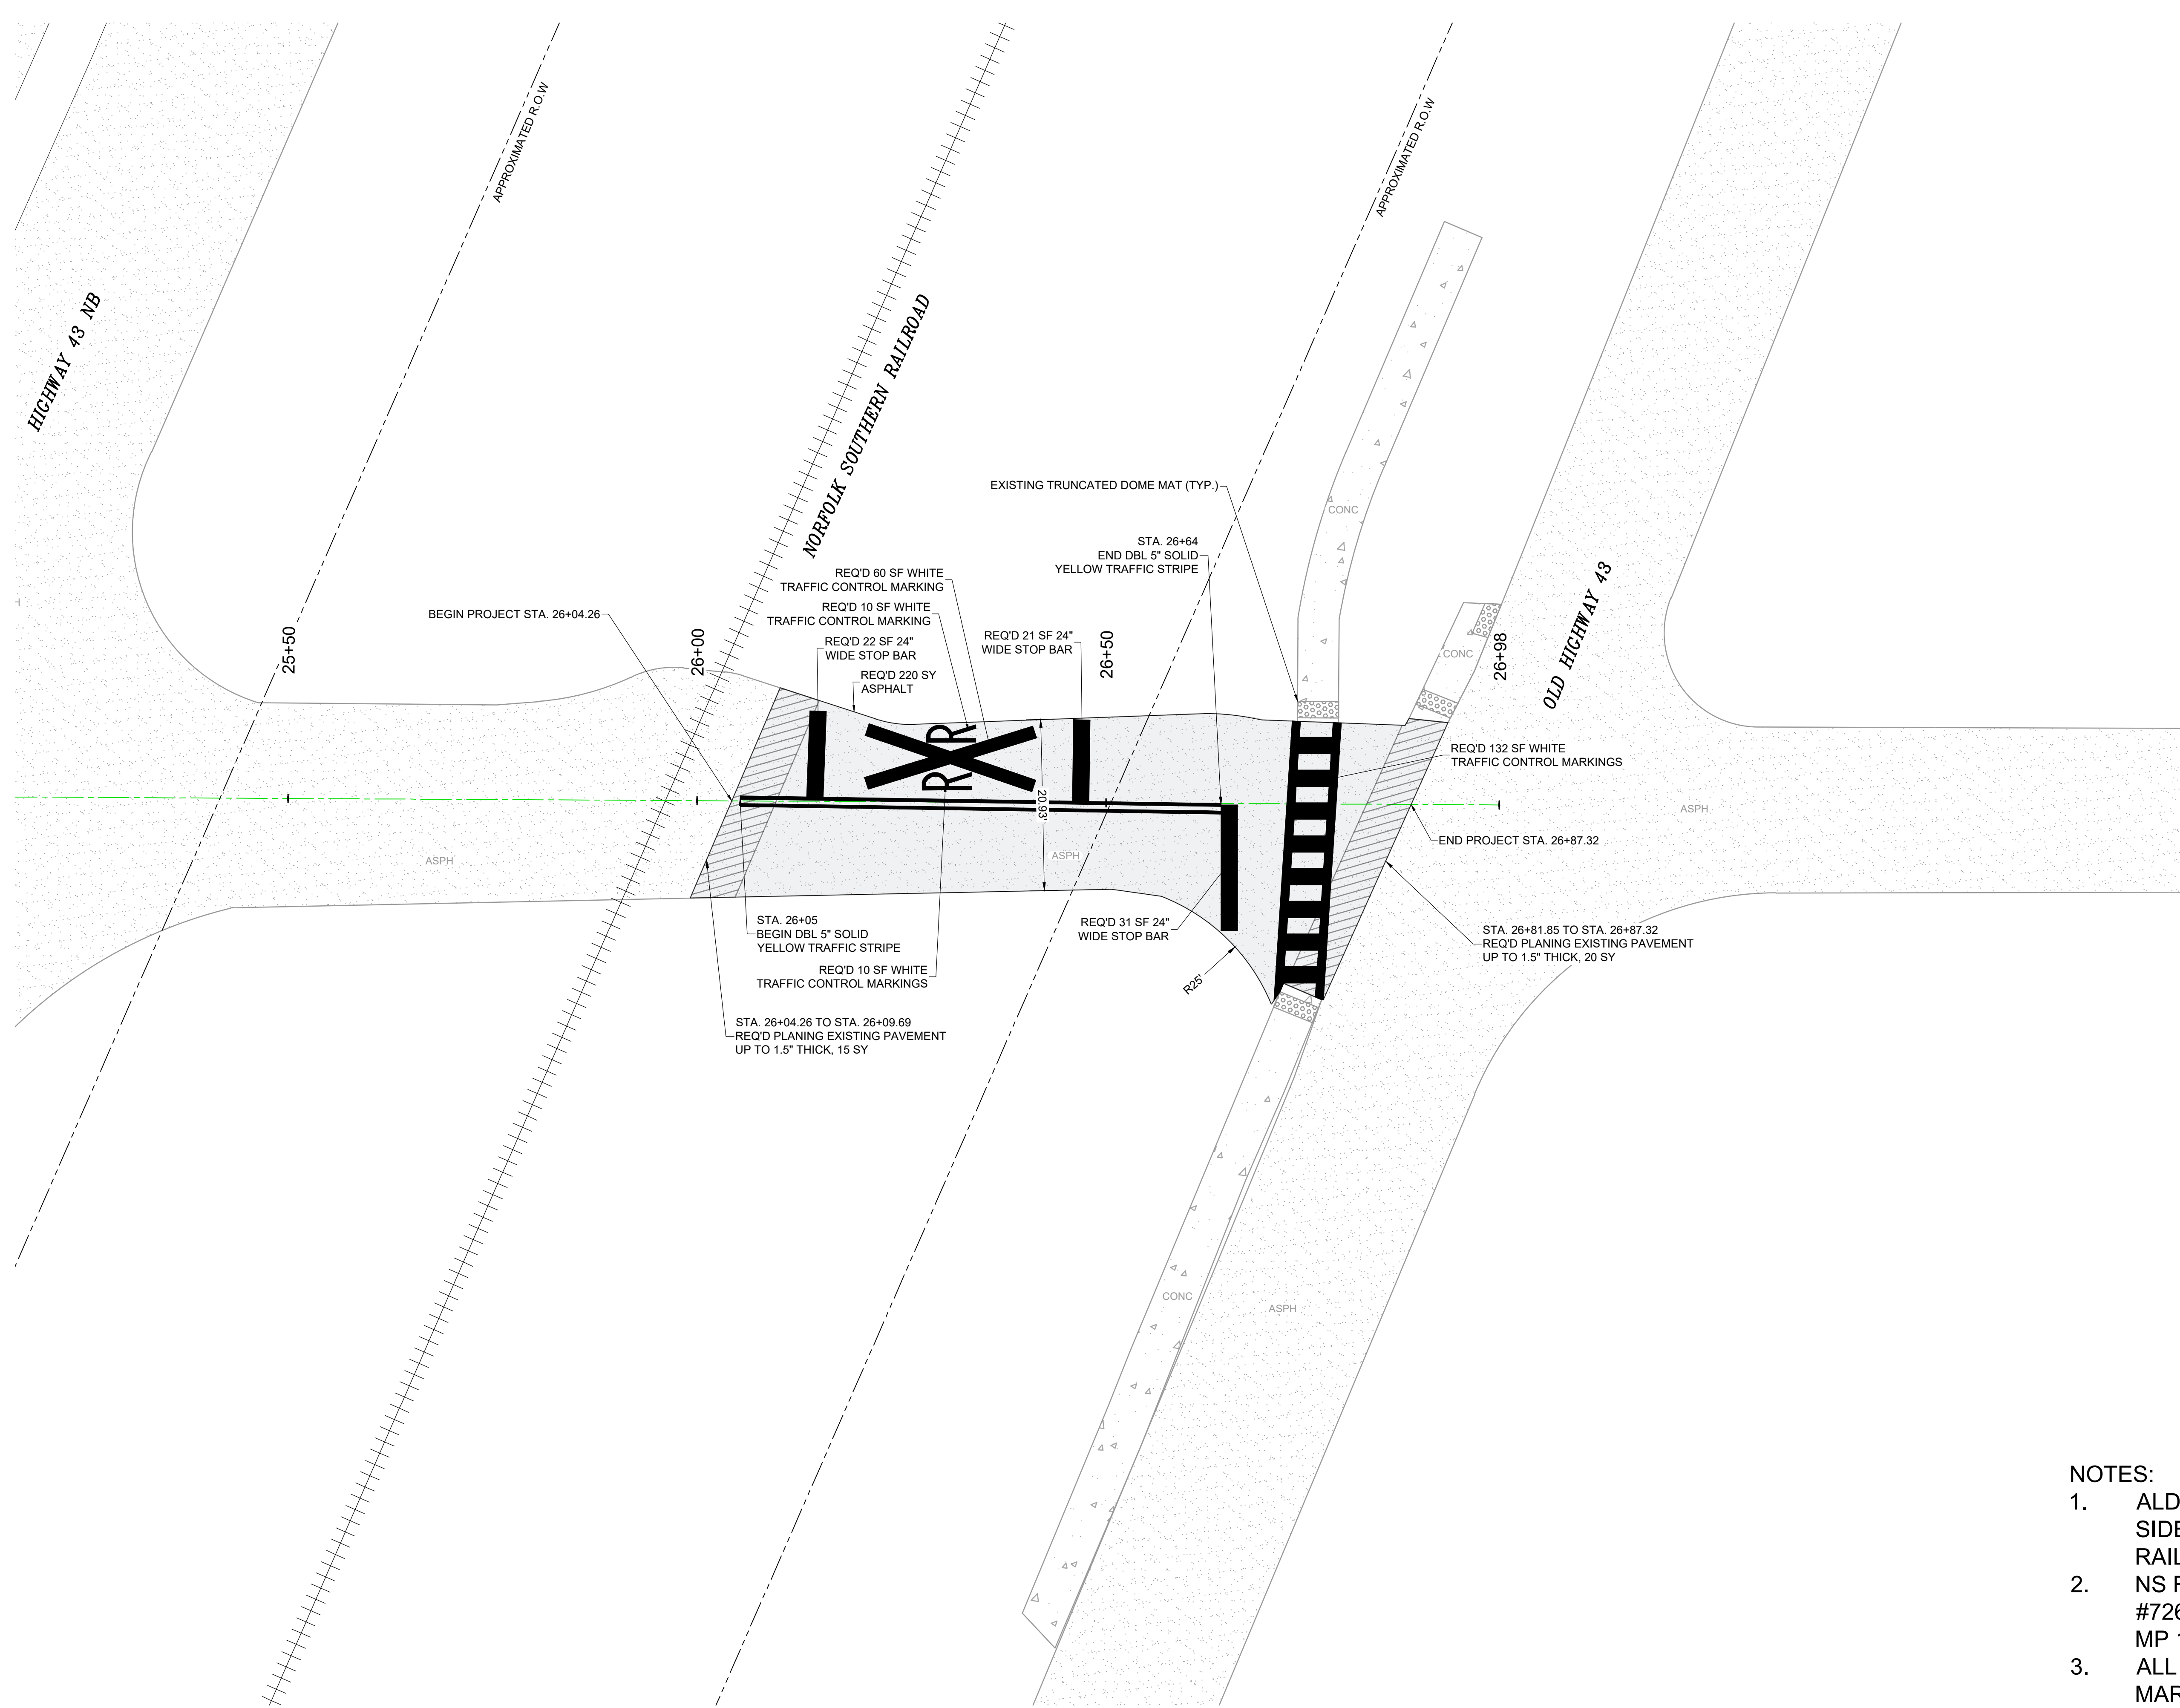 APPROXIMATED R.O.W
APPROXIMATED R.O.W
HIGHWAY 43 NB
NORFOLK SOUTHERN RAILROAD
EXISTING TRUNCATED DOME MAT (TYP.)
CONC
STA. 26+64
END DBL 5" SOLID
YELLOW TRAFFIC STRIPE
REQ'D 60 SF WHITE
TRAFFIC CONTROL MARKING
REQ'D 10 SF WHITE
TRAFFIC CONTROL MARKING
BEGIN PROJECT STA. 26+04.26
REQ'D 22 SF 24"
WIDE STOP BAR
REQ'D 21 SF 24"
WIDE STOP BAR
REQ'D 220 SY
ASPHALT
25+50
26+00
26+50
26+98
CONC
OLD HIGHWAY 43
R
R
REQ'D 132 SF WHITE
TRAFFIC CONTROL MARKINGS
20.93'
ASPH
END PROJECT STA. 26+87.32
ASPH
ASPH
STA. 26+05
BEGIN DBL 5" SOLID
YELLOW TRAFFIC STRIPE
REQ'D 31 SF 24"
WIDE STOP BAR
STA. 26+81.85 TO STA. 26+87.32
REQ'D PLANING EXISTING PAVEMENT
UP TO 1.5" THICK, 20 SY
REQ'D 10 SF WHITE
TRAFFIC CONTROL MARKINGS
R25'
STA. 26+04.26 TO STA. 26+09.69
REQ'D PLANING EXISTING PAVEMENT
UP TO 1.5" THICK, 15 SY
CONC
ASPH
NOTES:
1. ALD
SIDE
RAIL
2. NS
#726
MP
3. ALL
MAR